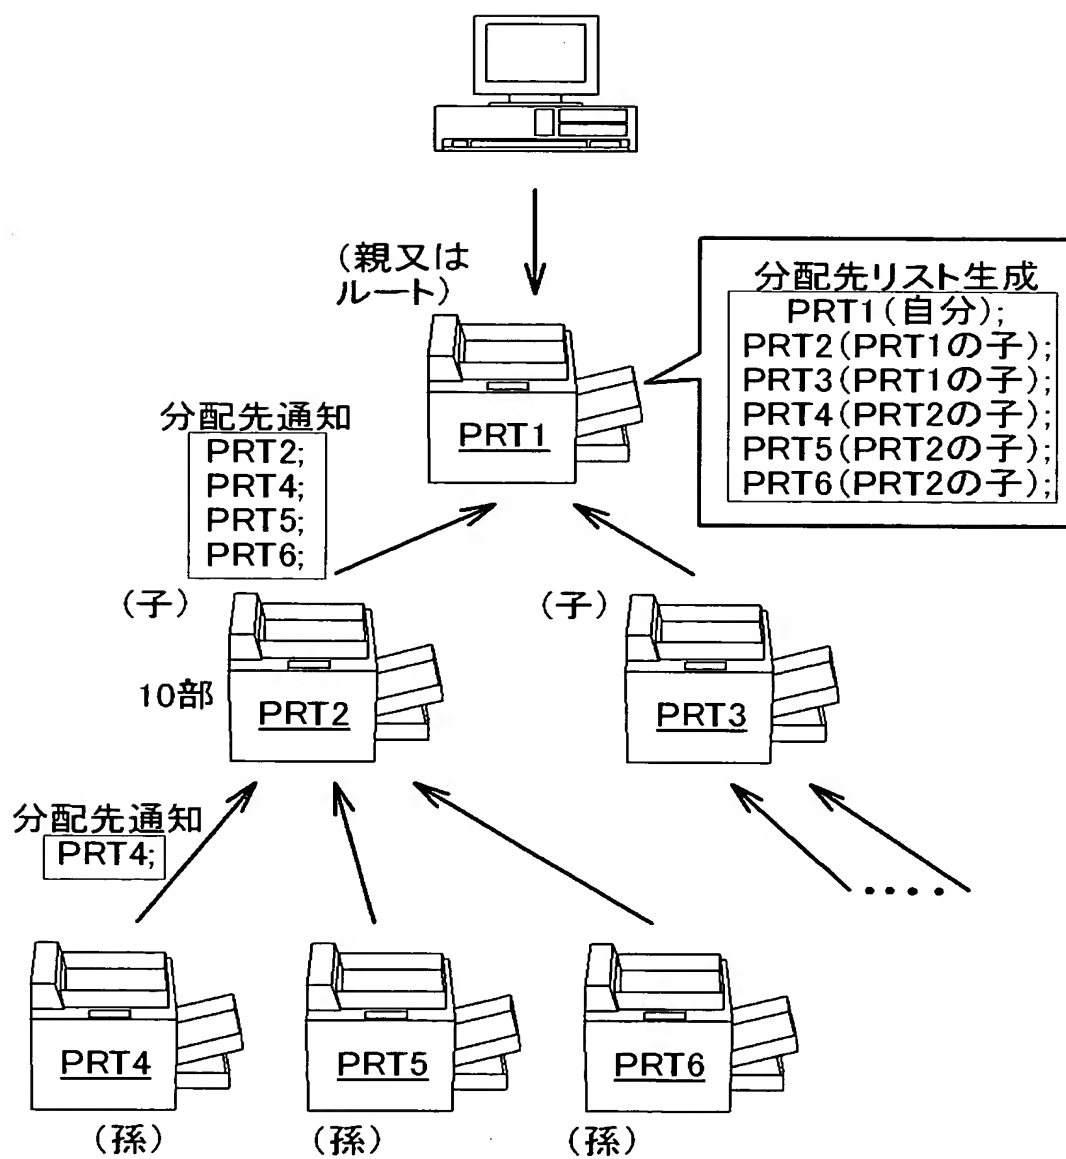 (親又は
ルート)
分配先リスト生成
PRT1(自分);
PRT2(PRT1の子);
PRT3(PRT1の子);
PRT4(PRT2の子);
PRT5(PRT2の子);
PRT6(PRT2の子);
PRT1
分配先通知
PRT2;
PRT4;
PRT5;
PRT6;
(子)
(子)
10部
PRT2
PRT3
分配先通知
PRT4;
••••
PRT4
PRT5
PRT6
(孫)
(孫)
(孫)